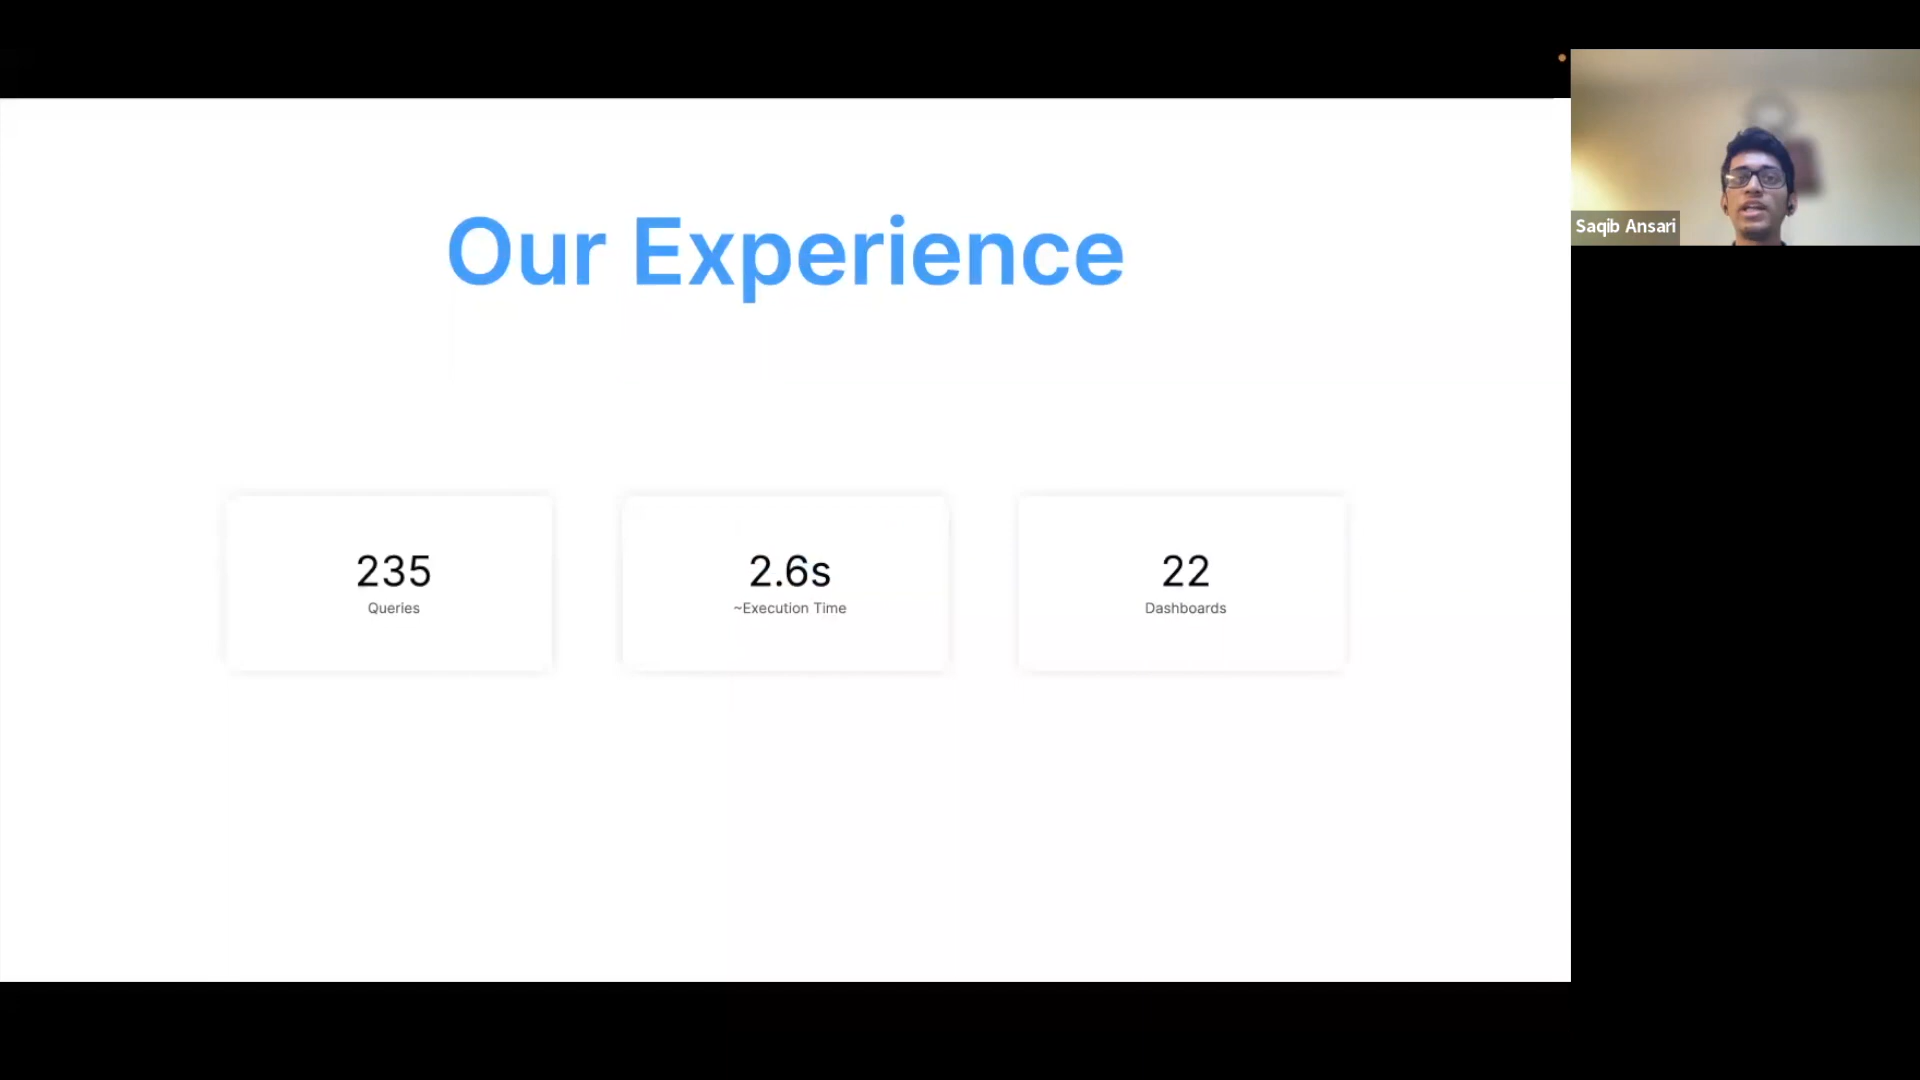 Our Experience
235
Queries
2.6s
~Execution Time
22
Dashboards
Saqib Ansari